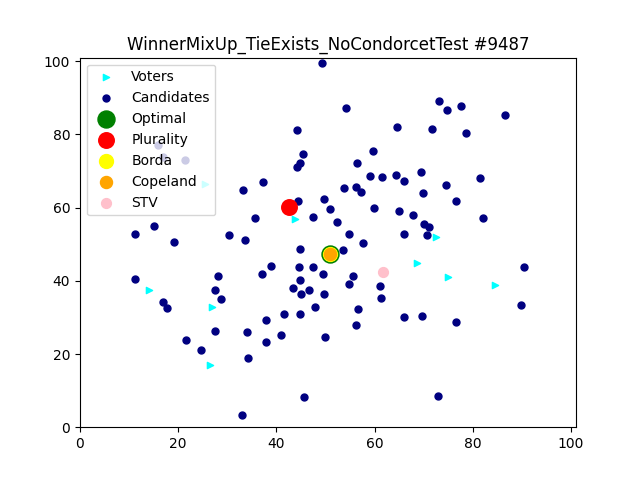 WinnerMixUp_TieExists_NoCondorcetTest #9487
100
80
60
40
20
0
Voters
Candidates
Optimal
Plurality
Borda
Copeland
STV
0 20 40 60 80 100